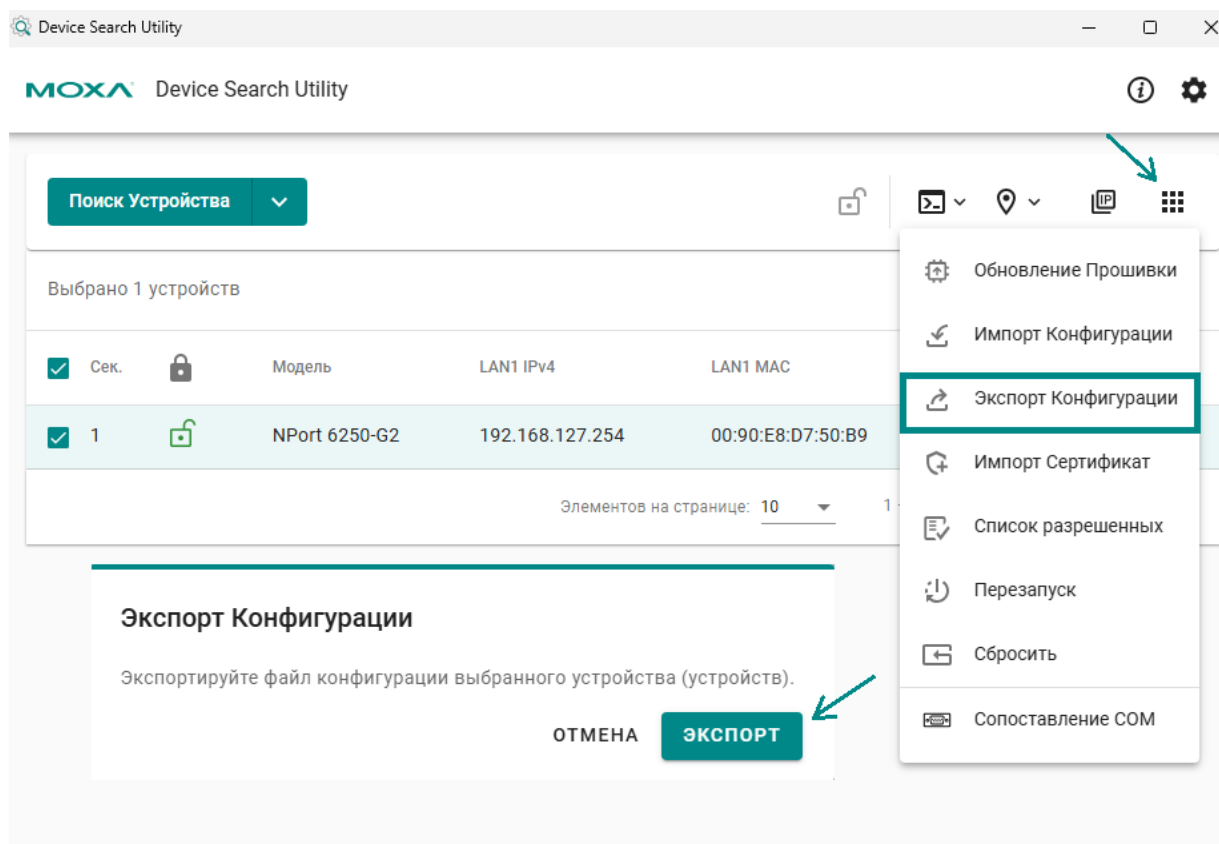 Device Search Utility
MOXA Device Search Utility
Поиск Устройства
IP
Выбрано 1 устройств
Сек. Модель LAN1 IPv4 LAN1 MAC
1 NPort 6250-G2 192.168.127.254 00:90:E8:D7:50:B9
Элементов на странице: 10 1
Обновление Прошивки
Импорт Конфигурации
Экспорт Конфигурации
Импорт Сертификат
Список разрешенных
Перезапуск
Сбросить
Сопоставление COM
Экспорт Конфигурации
Экспортируйте файл конфигурации выбранного устройства (устройств).
ОТМЕНА ЭКСПОРТ